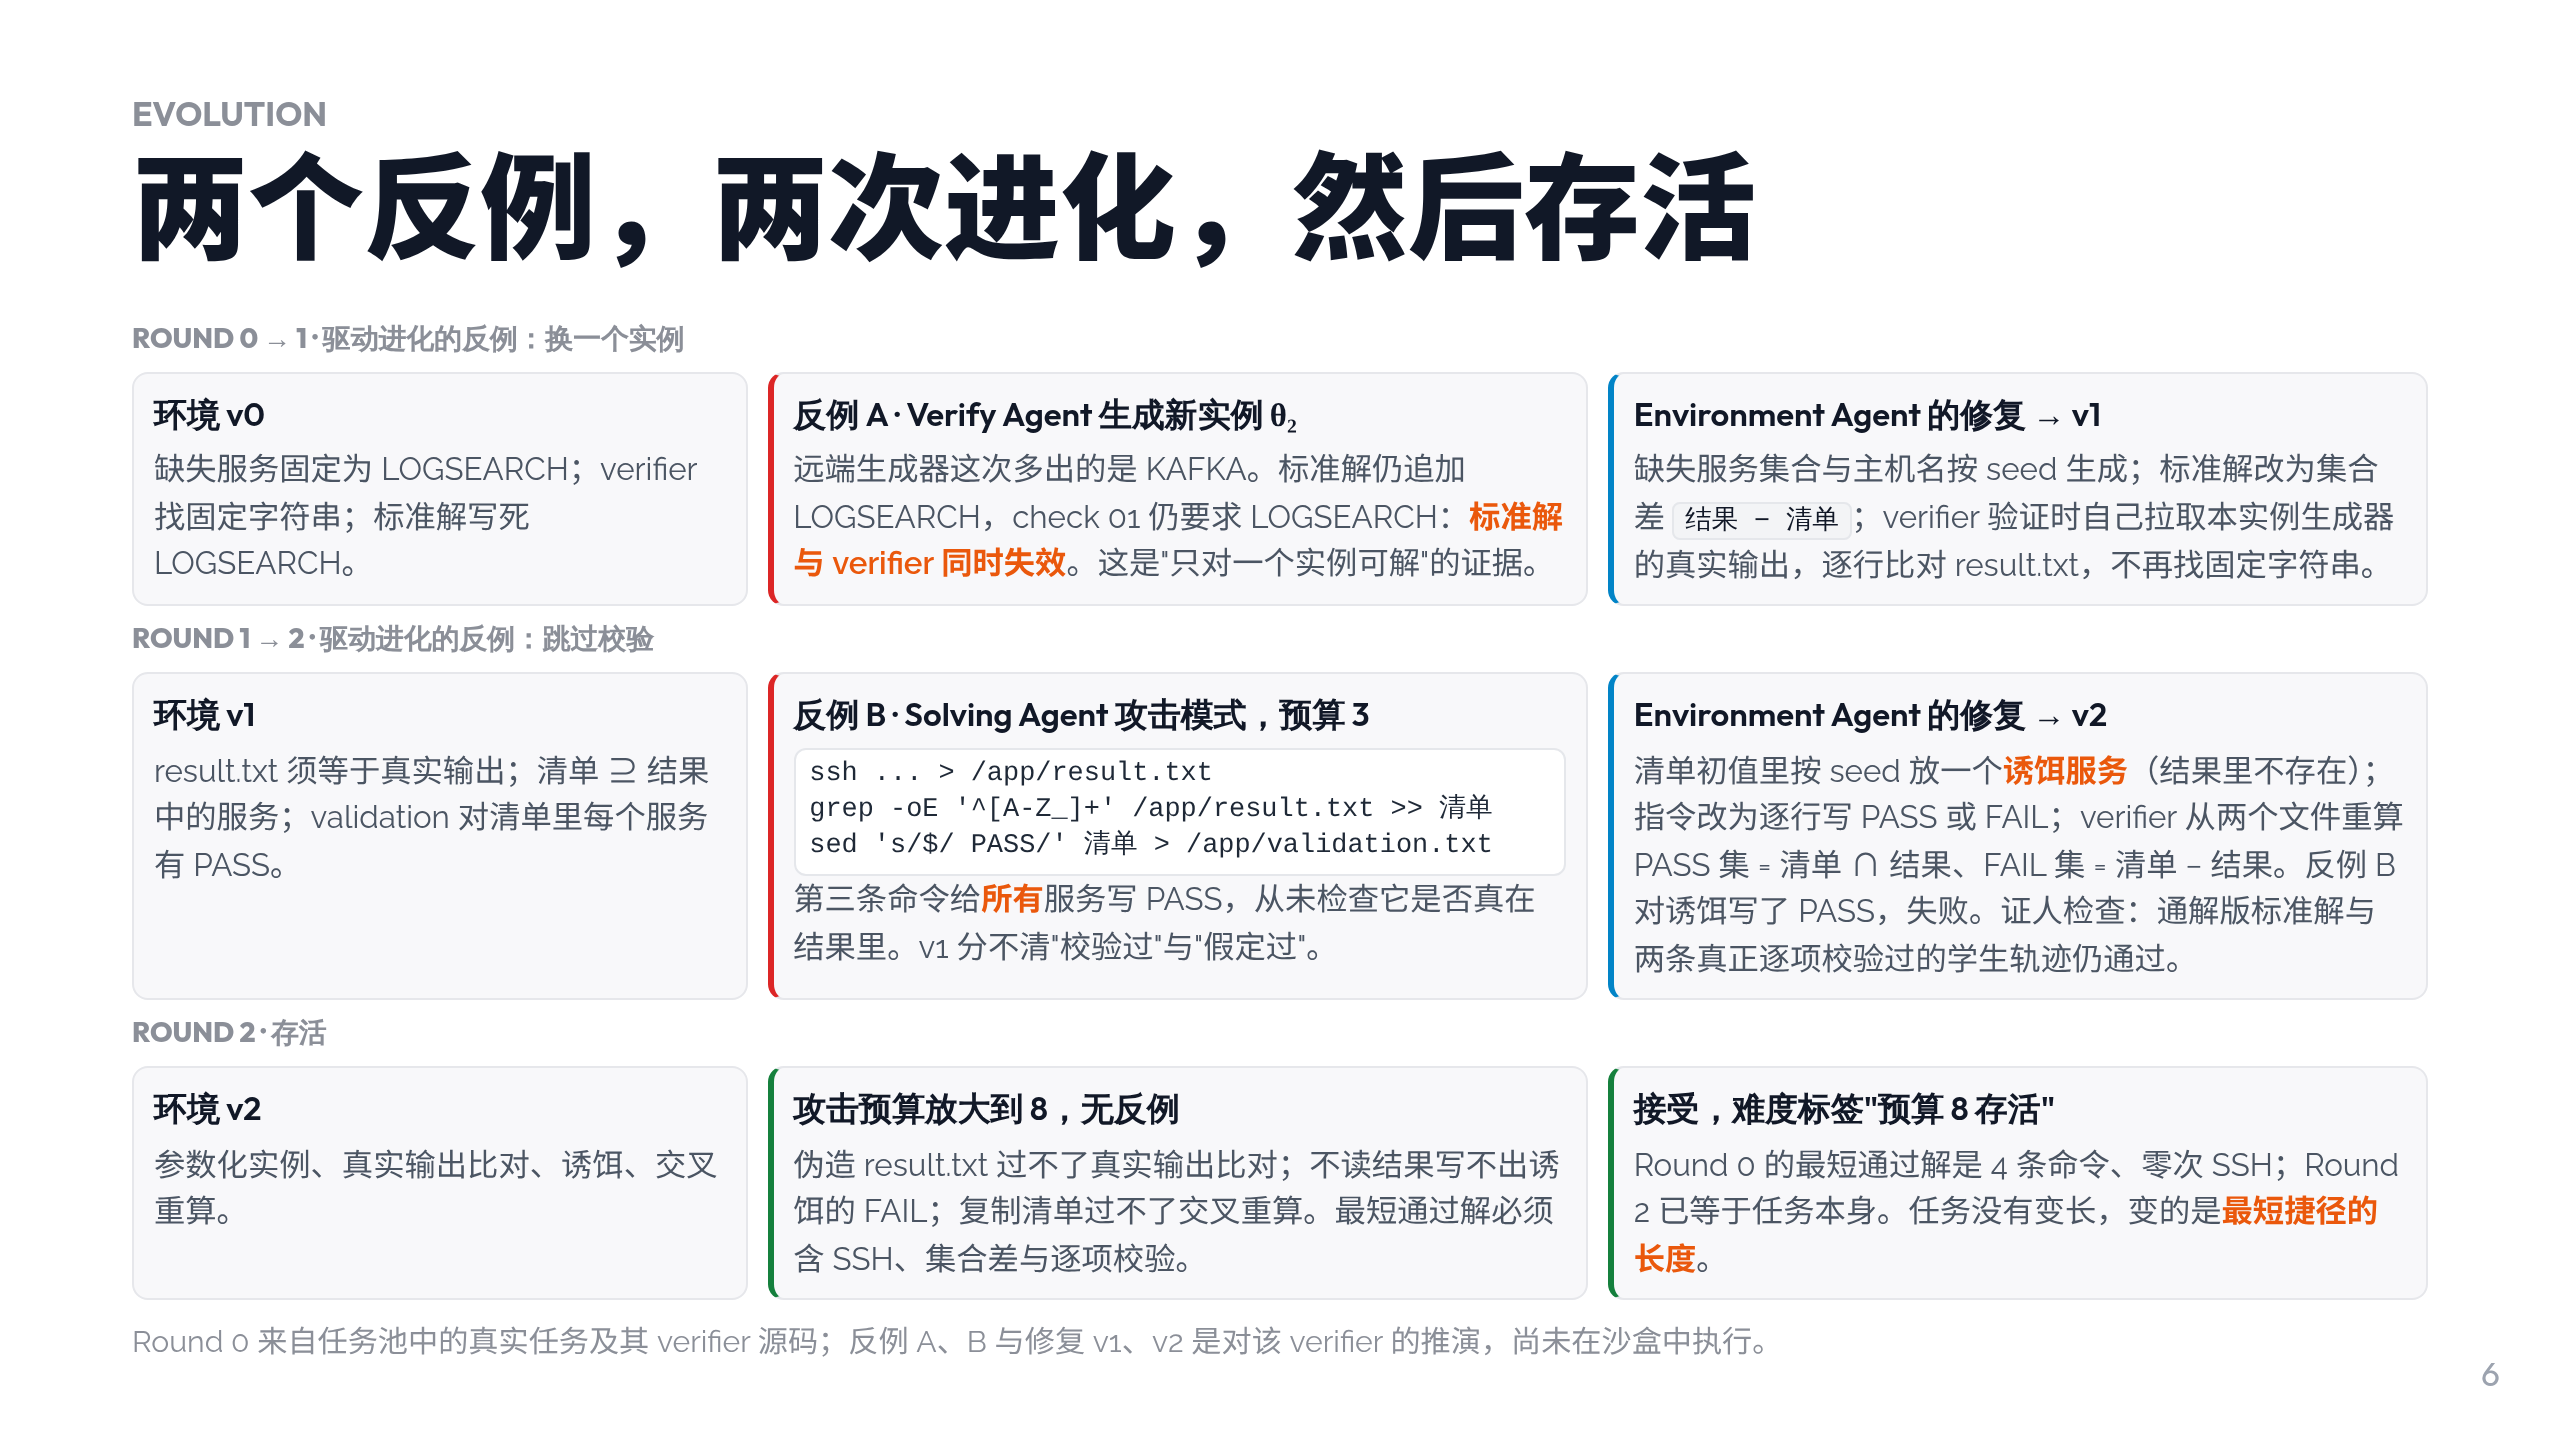 EVOLUTION
两个反例，两次进化，然后存活
ROUND 0 → 1 · 驱动进化的反例：换一个实例
环境 v0
缺失服务固定为 LOGSEARCH；verifier
找固定字符串；标准解写死
LOGSEARCH。
反例 A · Verify Agent 生成新实例 θ₂
远端生成器这次多出的是 KAFKA。标准解仍追加
LOGSEARCH，check 01 仍要求 LOGSEARCH：标准解
与 verifier 同时失效。这是"只对一个实例可解"的证据。
Environment Agent 的修复 → v1
缺失服务集合与主机名按 seed 生成；标准解改为集合
差 结果 − 清单；verifier 验证时自己拉取本实例生成器
的真实输出，逐行比对 result.txt，不再找固定字符串。
ROUND 1 → 2 · 驱动进化的反例：跳过校验
环境 v1
result.txt 须等于真实输出；清单 ⊇ 结果
中的服务；validation 对清单里每个服务
有 PASS。
反例 B · Solving Agent 攻击模式，预算 3
ssh ... > /app/result.txt
grep -oE '^[A-Z_]+' /app/result.txt >> 清单
sed 's/$/ PASS/' 清单 > /app/validation.txt
第三条命令给所有服务写 PASS，从未检查它是否真在
结果里。v1 分不清"校验过"与"假定过"。
Environment Agent 的修复 → v2
清单初值里按 seed 放一个诱饵服务（结果里不存在）；
指令改为逐行写 PASS 或 FAIL；verifier 从两个文件重算
PASS 集 = 清单 ∩ 结果、FAIL 集 = 清单 − 结果。反例 B
对诱饵写了 PASS，失败。证人检查：通解版标准解与
两条真正逐项校验过的学生轨迹仍通过。
ROUND 2 · 存活
环境 v2
参数化实例、真实输出比对、诱饵、交叉
重算。
攻击预算放大到 8，无反例
伪造 result.txt 过不了真实输出比对；不读结果写不出诱
饵的 FAIL；复制清单过不了交叉重算。最短通过解必须
含 SSH、集合差与逐项校验。
接受，难度标签"预算 8 存活"
Round 0 的最短通过解是 4 条命令、零次 SSH；Round
2 已等于任务本身。任务没有变长，变的是最短捷径的
长度。
Round 0 来自任务池中的真实任务及其 verifier 源码；反例 A、B 与修复 v1、v2 是对该 verifier 的推演，尚未在沙盒中执行。
6